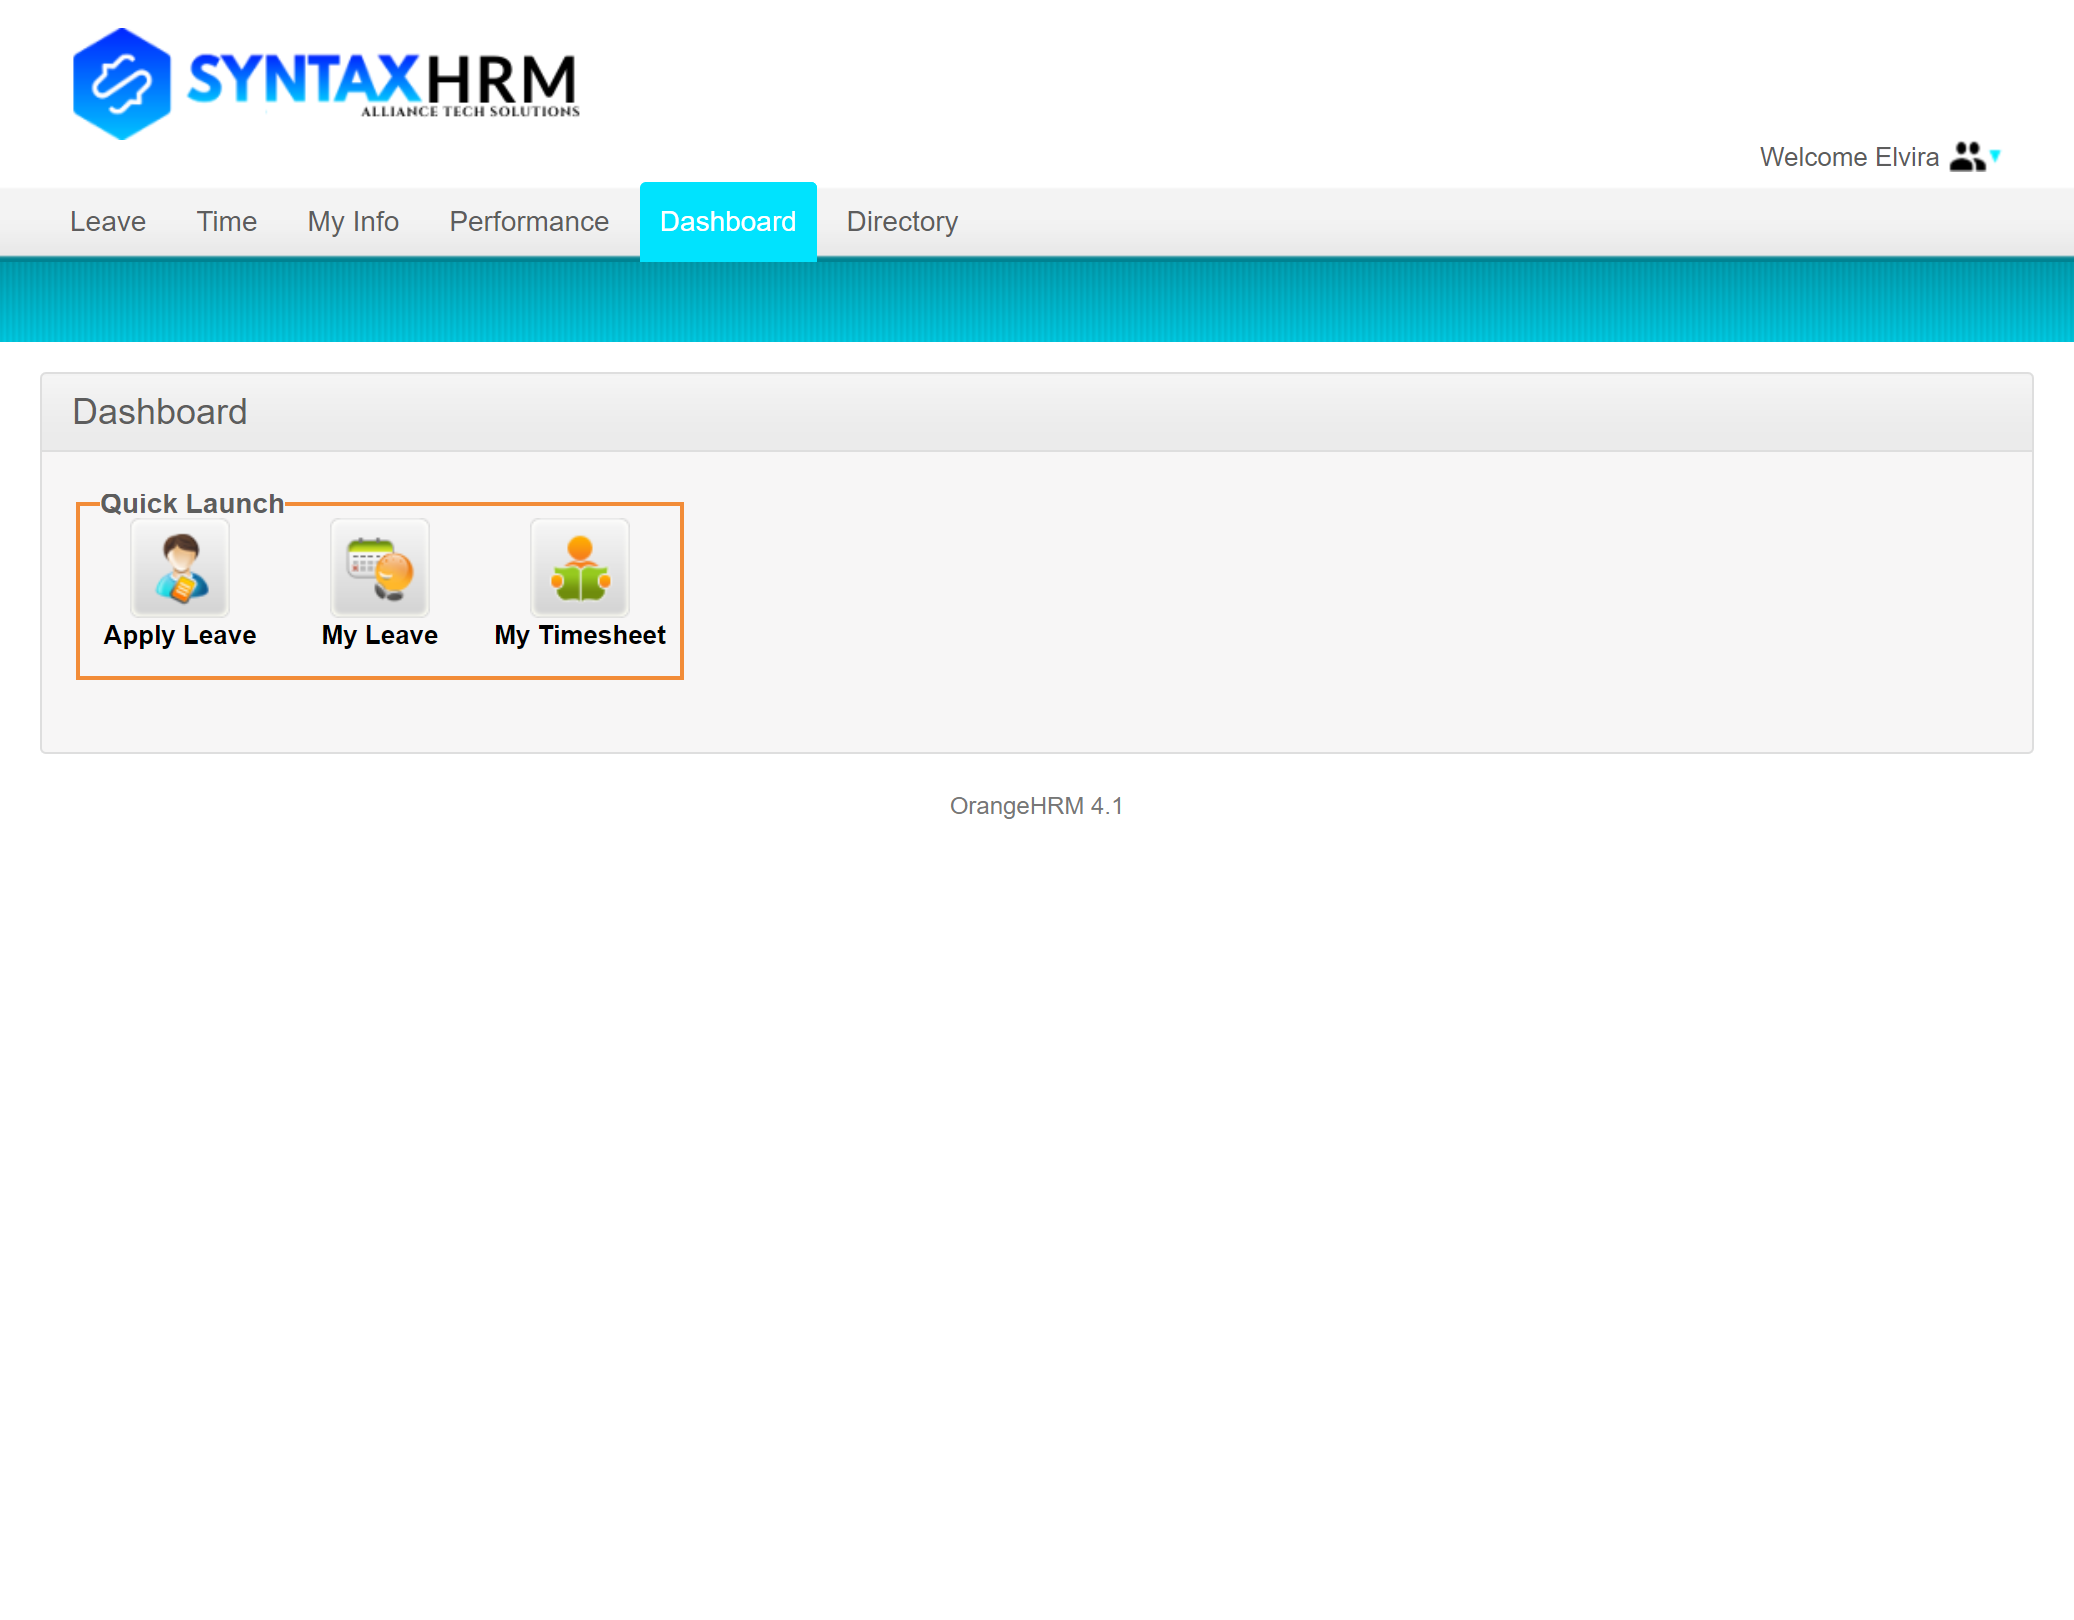 SYNTAXHRM
ALLIANCE TECH SOLUTIONS
Welcome Elvira
Leave Time My Info Performance Dashboard Directory
Dashboard
Quick Launch
Apply Leave My Leave My Timesheet
OrangeHRM 4.1